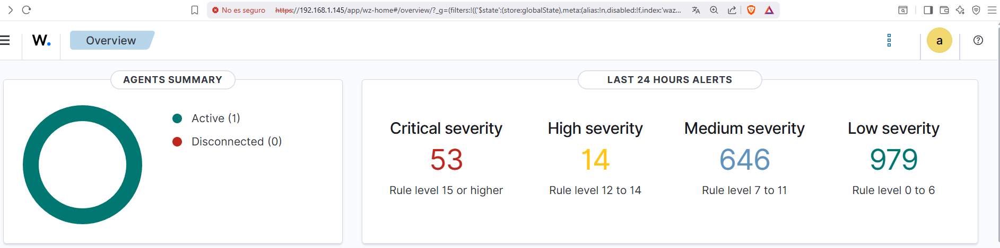 No es seguro https://192.168.1.145/app/wz-home#/overview/?_g=(filters:!(('$state':(store:globalState),meta:(alias:!n,disabled:!f,index:'waz...
W. Overview a
AGENTS SUMMARY
Active (1)
Disconnected (0)
LAST 24 HOURS ALERTS
Critical severity High severity Medium severity Low severity
53 14 646 979
Rule level 15 or higher Rule level 12 to 14 Rule level 7 to 11 Rule level 0 to 6